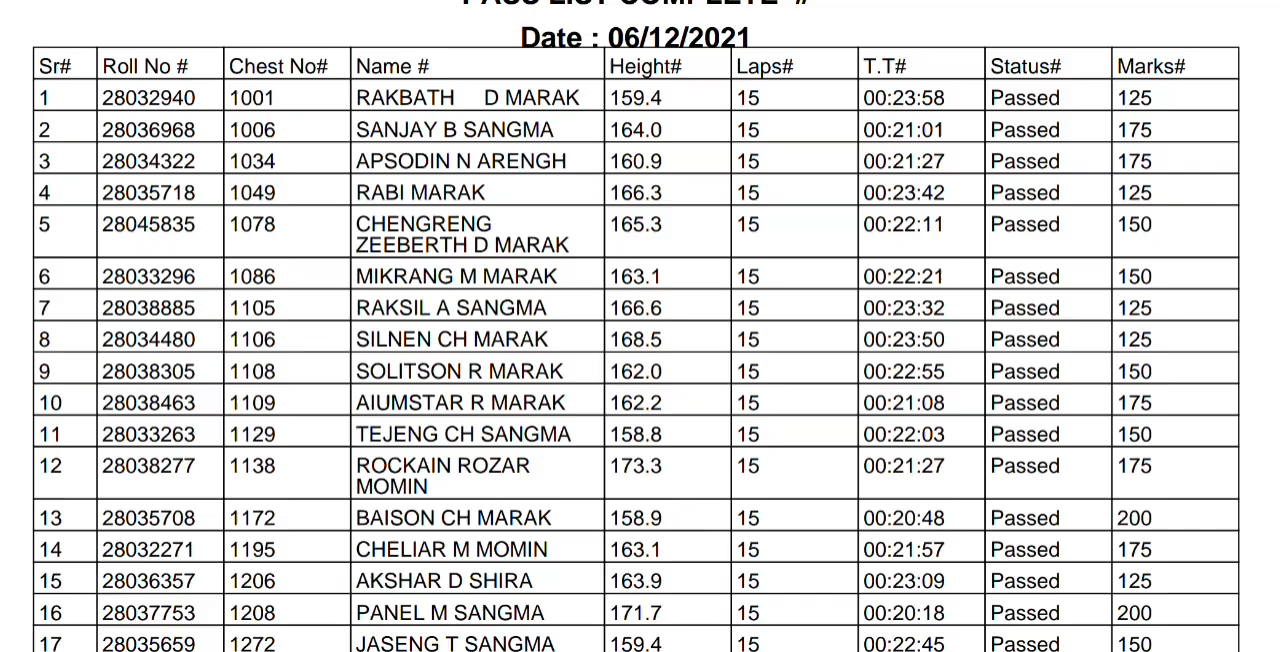 PASS LIST COMPLETE #
Date : 06/12/2021
Sr# Roll No # Chest No# Name # Height# Laps# T.T# Status# Marks#
1 28032940 1001 RAKBATH D MARAK 159.4 15 00:23:58 Passed 125
2 28036968 1006 SANJAY B SANGMA 164.0 15 00:21:01 Passed 175
3 28034322 1034 APSODIN N ARENGH 160.9 15 00:21:27 Passed 175
4 28035718 1049 RABI MARAK 166.3 15 00:23:42 Passed 125
5 28045835 1078 CHENGRENG 165.3 15 00:22:11 Passed 150
ZEEBERTH D MARAK
6 28033296 1086 MIKRANG M MARAK 163.1 15 00:22:21 Passed 150
7 28038885 1105 RAKSIL A SANGMA 166.6 15 00:23:32 Passed 125
8 28034480 1106 SILNEN CH MARAK 168.5 15 00:23:50 Passed 125
9 28038305 1108 SOLITSON R MARAK 162.0 15 00:22:55 Passed 150
10 28038463 1109 AIUMSTAR R MARAK 162.2 15 00:21:08 Passed 175
11 28033263 1129 TEJENG CH SANGMA 158.8 15 00:22:03 Passed 150
12 28038277 1138 ROCKAIN ROZAR 173.3 15 00:21:27 Passed 175
MOMIN
13 28035708 1172 BAISON CH MARAK 158.9 15 00:20:48 Passed 200
14 28032271 1195 CHELIAR M MOMIN 163.1 15 00:21:57 Passed 175
15 28036357 1206 AKSHAR D SHIRA 163.9 15 00:23:09 Passed 125
16 28037753 1208 PANEL M SANGMA 171.7 15 00:20:18 Passed 200
17 28035659 1272 JASENG T SANGMA 159.4 15 00:22:45 Passed 150